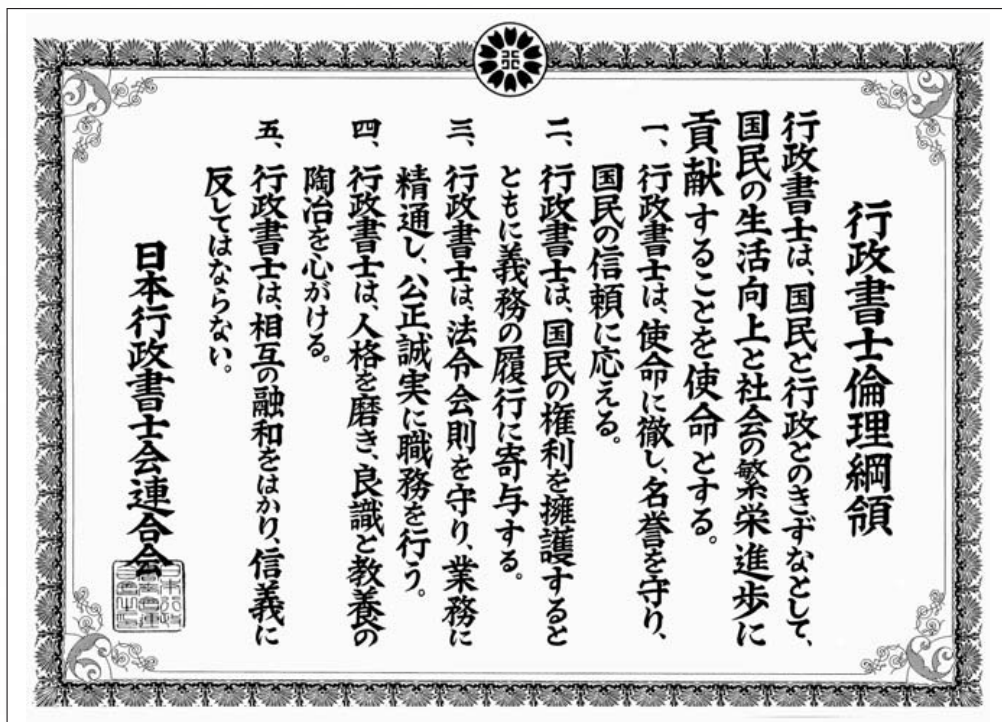 行政書士倫理綱領
行政書士は、国民と行政とのきずなとして、
国民の生活向上と社会の繁栄進歩に
貢献することを使命とする。
一、行政書士は、使命に徹し、名誉を守り、
国民の信頼に応える。
二、行政書士は、国民の権利を擁護すると
ともに義務の履行に寄与する。
三、行政書士は、法令会則を守り、業務に
精通し、公正誠実に職務を行う。
四、行政書士は、人格を磨き、良識と教養の
陶冶を心がける。
五、行政書士は、相互の融和をはかり、信義に
反してはならない。
日本行政書士会連合会